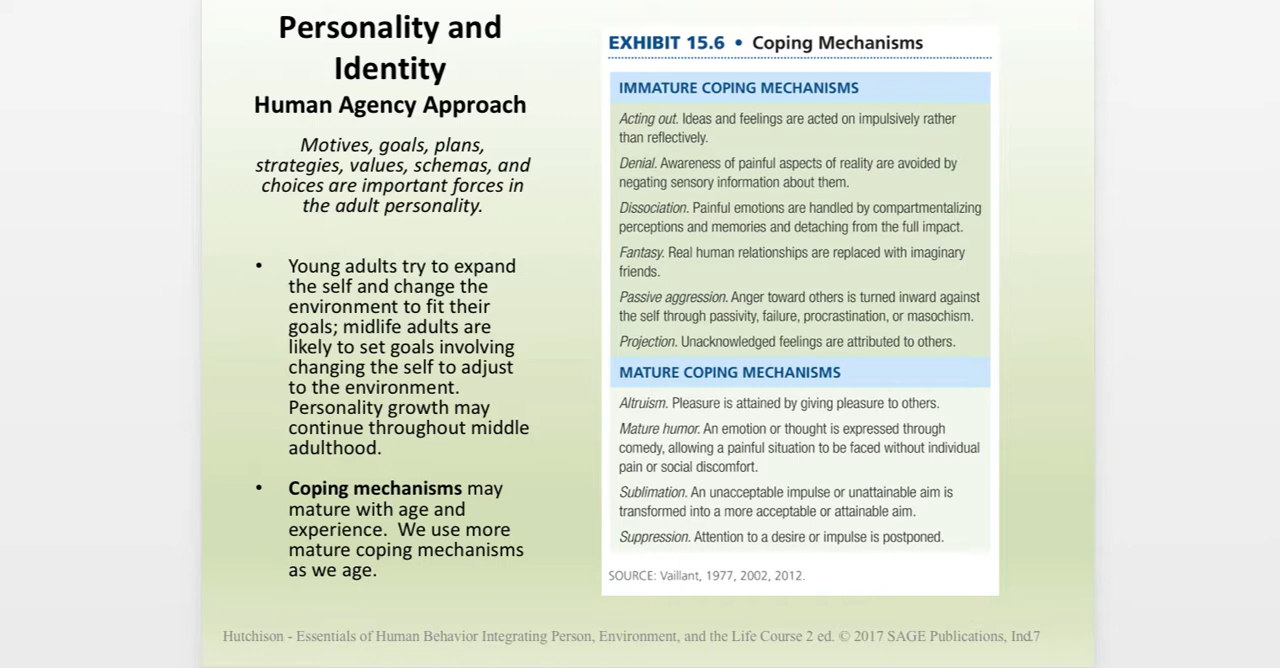 Personality and
Identity
Human Agency Approach
Motives, goals, plans,
strategies, values, schemas, and
choices are important forces in
the adult personality.
• Young adults try to expand
the self and change the
environment to fit their
goals; midlife adults are
likely to set goals involving
changing the self to adjust
to the environment.
Personality growth may
continue throughout middle
adulthood.
• Coping mechanisms may
mature with age and
experience. We use more
mature coping mechanisms
as we age.
EXHIBIT 15.6 • Coping Mechanisms
IMMATURE COPING MECHANISMS
Acting out. Ideas and feelings are acted on impulsively rather
than reflectively.
Denial. Awareness of painful aspects of reality are avoided by
negating sensory information about them.
Dissociation. Painful emotions are handled by compartmentalizing
perceptions and memories and detaching from the full impact.
Fantasy. Real human relationships are replaced with imaginary
friends.
Passive aggression. Anger toward others is turned inward against
the self through passivity, failure, procrastination, or masochism.
Projection. Unacknowledged feelings are attributed to others.
MATURE COPING MECHANISMS
Altruism. Pleasure is attained by giving pleasure to others.
Mature humor. An emotion or thought is expressed through
comedy, allowing a painful situation to be faced without individual
pain or social discomfort.
Sublimation. An unacceptable impulse or unattainable aim is
transformed into a more acceptable or attainable aim.
Suppression. Attention to a desire or impulse is postponed.
SOURCE: Vaillant, 1977, 2002, 2012.
Hutchison - Essentials of Human Behavior Integrating Person, Environment, and the Life Course 2 ed. © 2017 SAGE Publications,